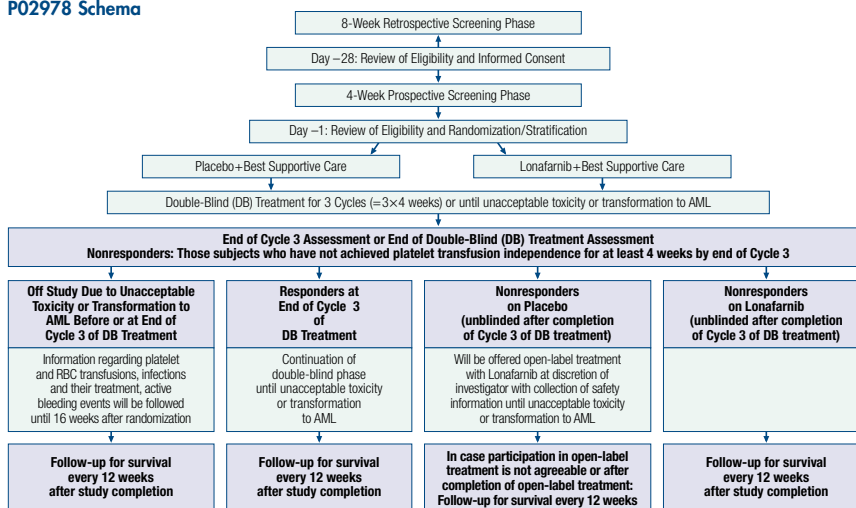 P02978 Schema
8-Week Retrospective Screening Phase
Day –28: Review of Eligibility and Informed Consent
4-Week Prospective Screening Phase
Day –1: Review of Eligibility and Randomization/Stratification
Placebo+Best Supportive Care
Lonafarnib+Best Supportive Care
Double-Blind (DB) Treatment for 3 Cycles (=3×4 weeks) or until unacceptable toxicity or transformation to AML
End of Cycle 3 Assessment or End of Double-Blind (DB) Treatment Assessment
Nonresponders: Those subjects who have not achieved platelet transfusion independence for at least 4 weeks by end of Cycle 3
Off Study Due to Unacceptable
Toxicity or Transformation to
AML Before or at End of
Cycle 3 of DB Treatment
Information regarding platelet
and RBC transfusions, infections
and their treatment, active
bleeding events will be followed
until 16 weeks after randomization
Follow-up for survival
every 12 weeks
after study completion
Responders at
End of Cycle 3
of
DB Treatment
Continuation of
double-blind phase
until unacceptable toxicity
or transformation
to AML
Follow-up for survival
every 12 weeks
after study completion
Nonresponders
on Placebo
(unblinded after completion
of Cycle 3 of DB treatment)
Will be offered open-label treatment
with Lonafarnib at discretion of
investigator with collection of safety
information until unacceptable toxicity
or transformation to AML
In case participation in open-label
treatment is not agreeable or after
completion of open-label treatment:
Follow-up for survival every 12 weeks
Nonresponders
on Lonafarnib
(unblinded after completion
of Cycle 3 of DB treatment)
Follow-up for survival
every 12 weeks
after study completion